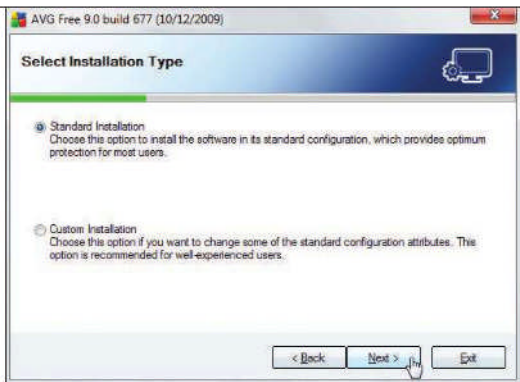 AVG Free 9.0 build 677 (10/12/2009)
Select Installation Type
Standard Installation
Choose this option to install the software in its standard configuration, which provides optimum
protection for most users.
Custom Installation
Choose this option if you want to change some of the standard configuration attributes. This
option is recommended for well-experienced users.
< Back Next > Exit